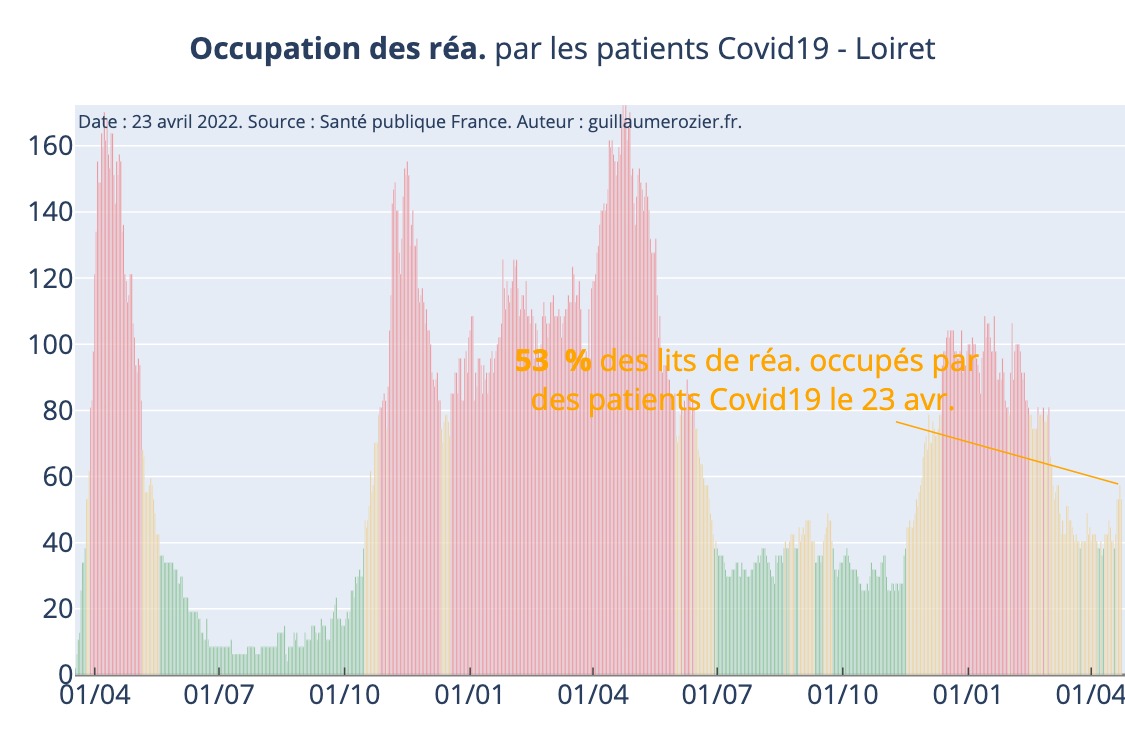 Occupation des réa. par les patients Covid19 - Loiret
Date : 23 avril 2022. Source : Santé publique France. Auteur : guillaumerozier.fr.
160
140
120
100
53 % des lits de réa. occupés par
des patients Covid19 le 23 avr.
80
60
40
20
0
01/04 01/07 01/10 01/01 01/04 01/07 01/10 01/01 01/04